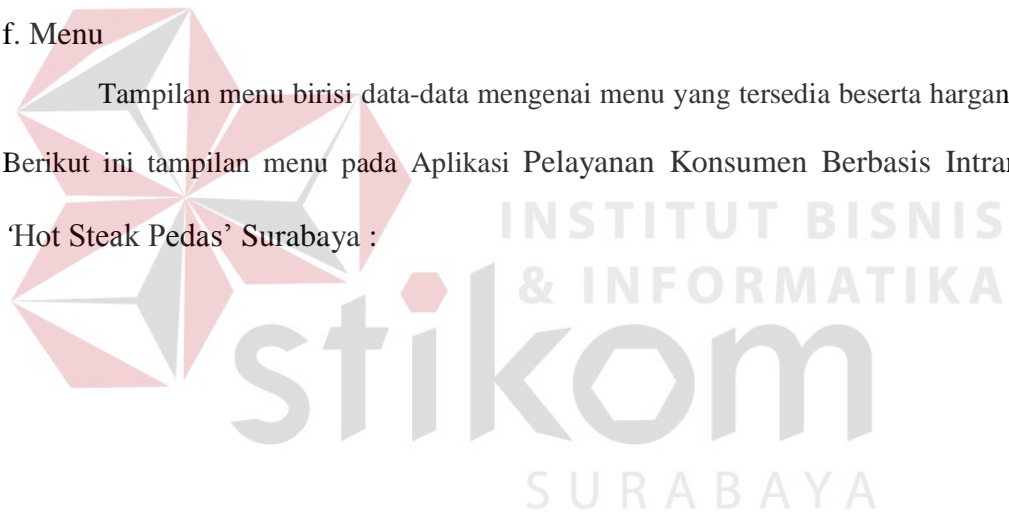 f. Menu
Tampilan menu birisi data-data mengenai menu yang tersedia beserta hargan
Berikut ini tampilan menu pada Aplikasi Pelayanan Konsumen Berbasis Intran
‘Hot Steak Pedas’ Surabaya :
INSTITUT BISNIS
& INFORMATIKA
stikom
SURABAYA